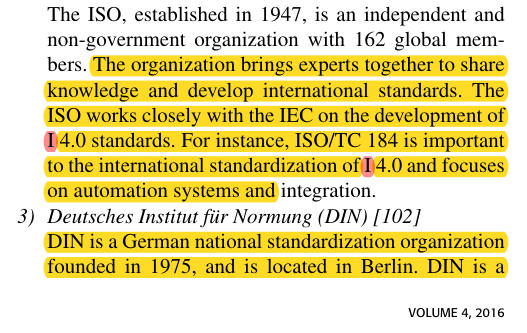 The ISO, established in 1947, is an independent and
non-government organization with 162 global mem-
bers. The organization brings experts together to share
knowledge and develop international standards. The
ISO works closely with the IEC on the development of
I 4.0 standards. For instance, ISO/TC 184 is important
to the international standardization of I 4.0 and focuses
on automation systems and integration.
3) Deutsches Institut für Normung (DIN) [102]
DIN is a German national standardization organization
founded in 1975, and is located in Berlin. DIN is a
VOLUME 4, 2016